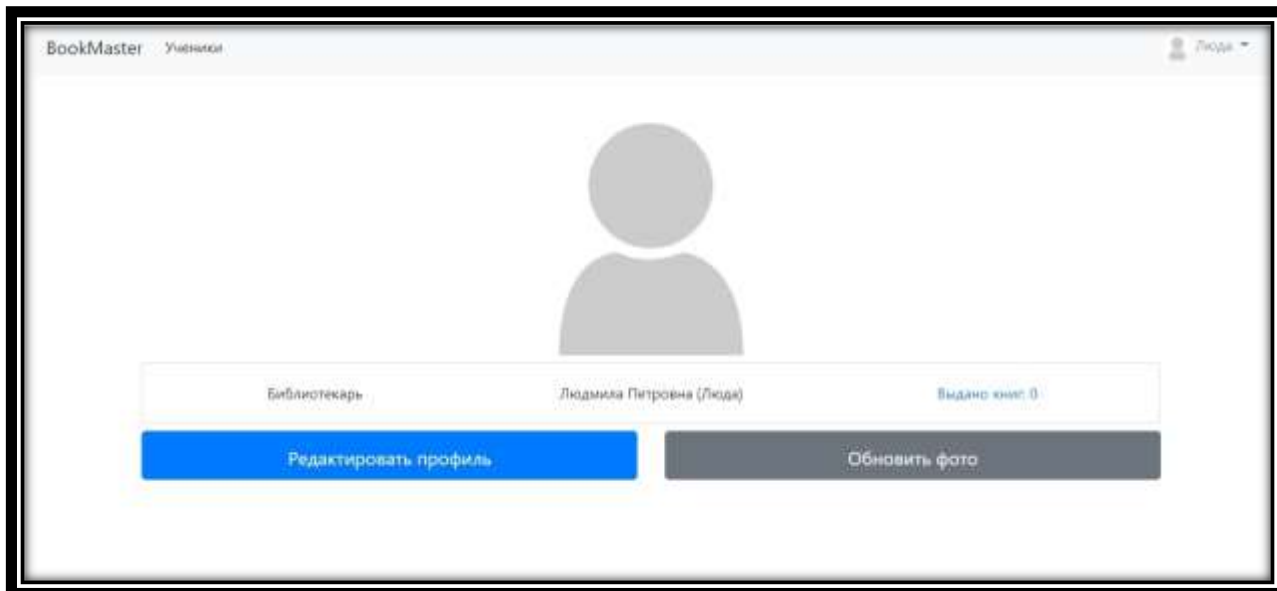 BookMaster Ученики Люда
Библиотекарь Людмила Петровна (Люда) Выдано книг: 0
Редактировать профиль Обновить фото